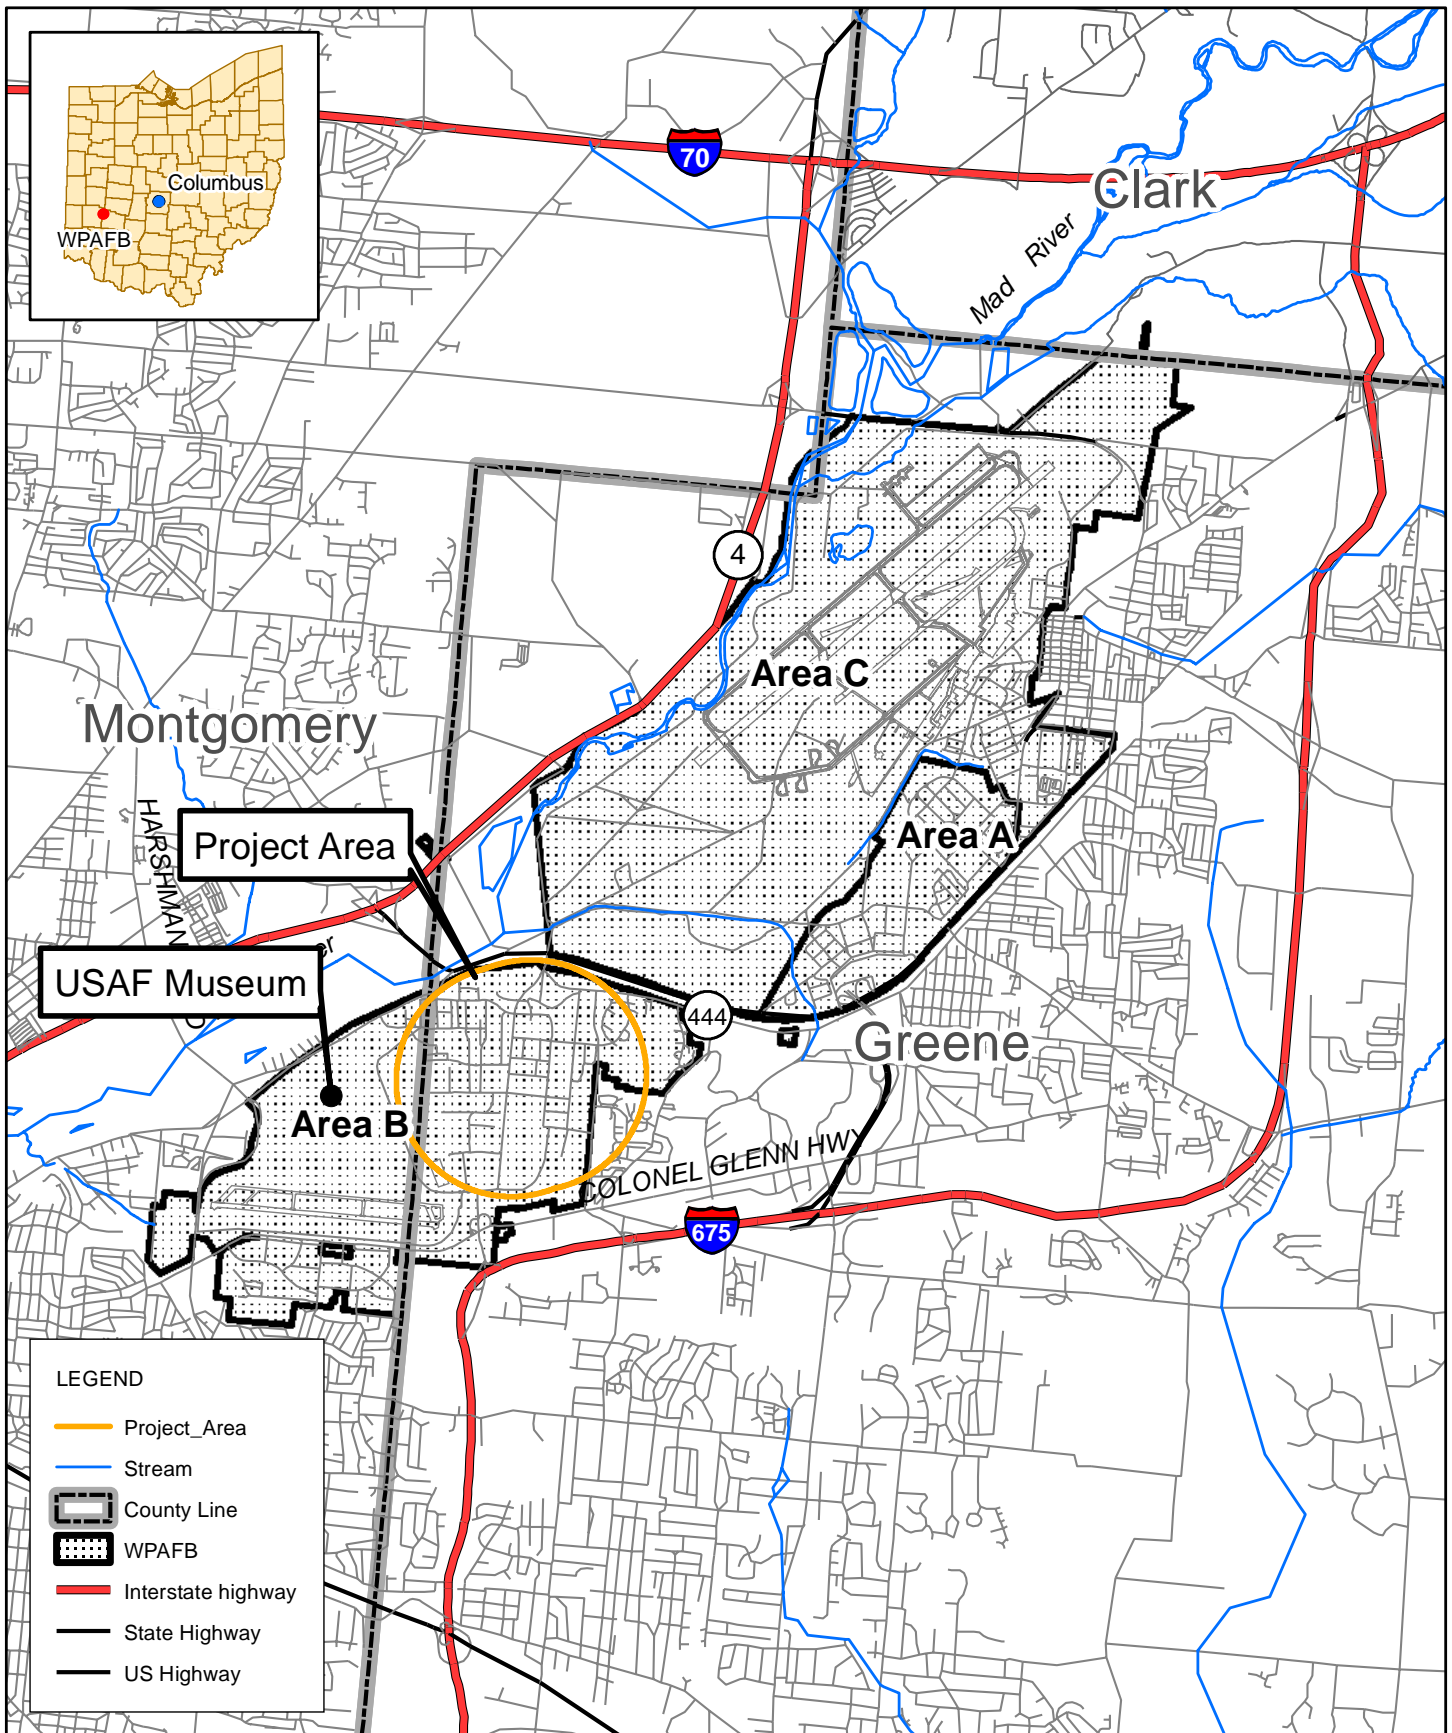 Columbus
WPAFB
70
Clark
Mad River
4
Area C
Montgomery
HARSHMAN
Project Area
Area A
USAF Museum
444
Greene
Area B
COLONEL GLENN HWY
675
LEGEND
Project_Area
Stream
County Line
WPAFB
Interstate highway
State Highway
US Highway